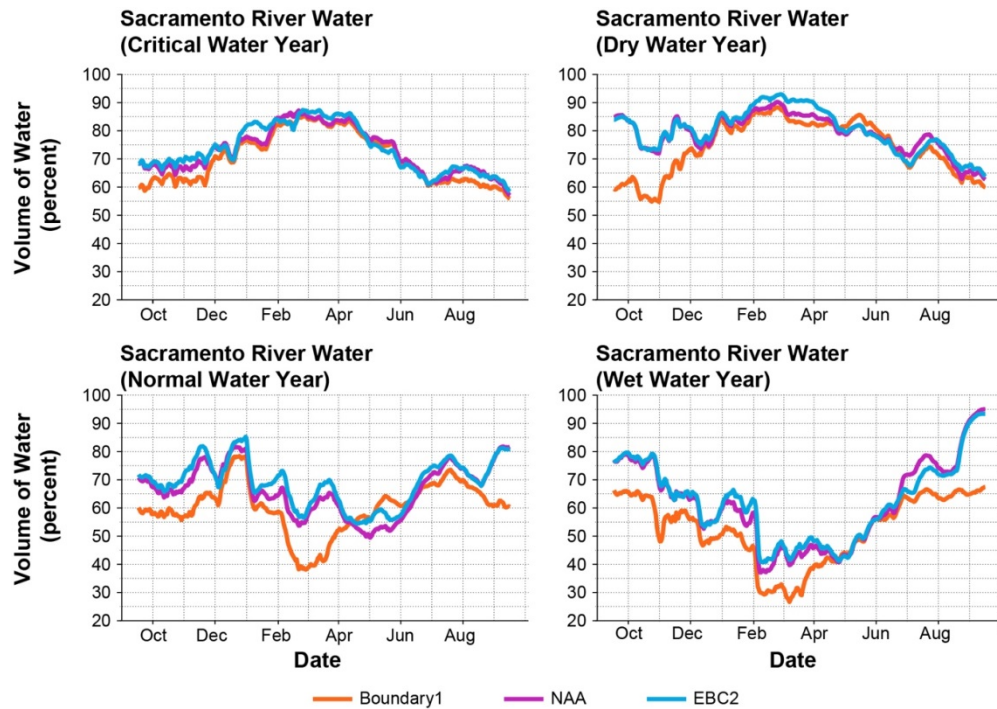 Sacramento River Water
(Critical Water Year)
Sacramento River Water
(Dry Water Year)
Volume of Water
(percent)
100
90
80
70
60
50
40
30
20
Oct Dec Feb Apr Jun Aug
100
90
80
70
60
50
40
30
20
Oct Dec Feb Apr Jun Aug
Sacramento River Water
(Normal Water Year)
Sacramento River Water
(Wet Water Year)
Volume of Water
(percent)
100
90
80
70
60
50
40
30
20
Oct Dec Feb Apr Jun Aug
Date
100
90
80
70
60
50
40
30
20
Oct Dec Feb Apr Jun Aug
Date
Boundary1 NAA EBC2